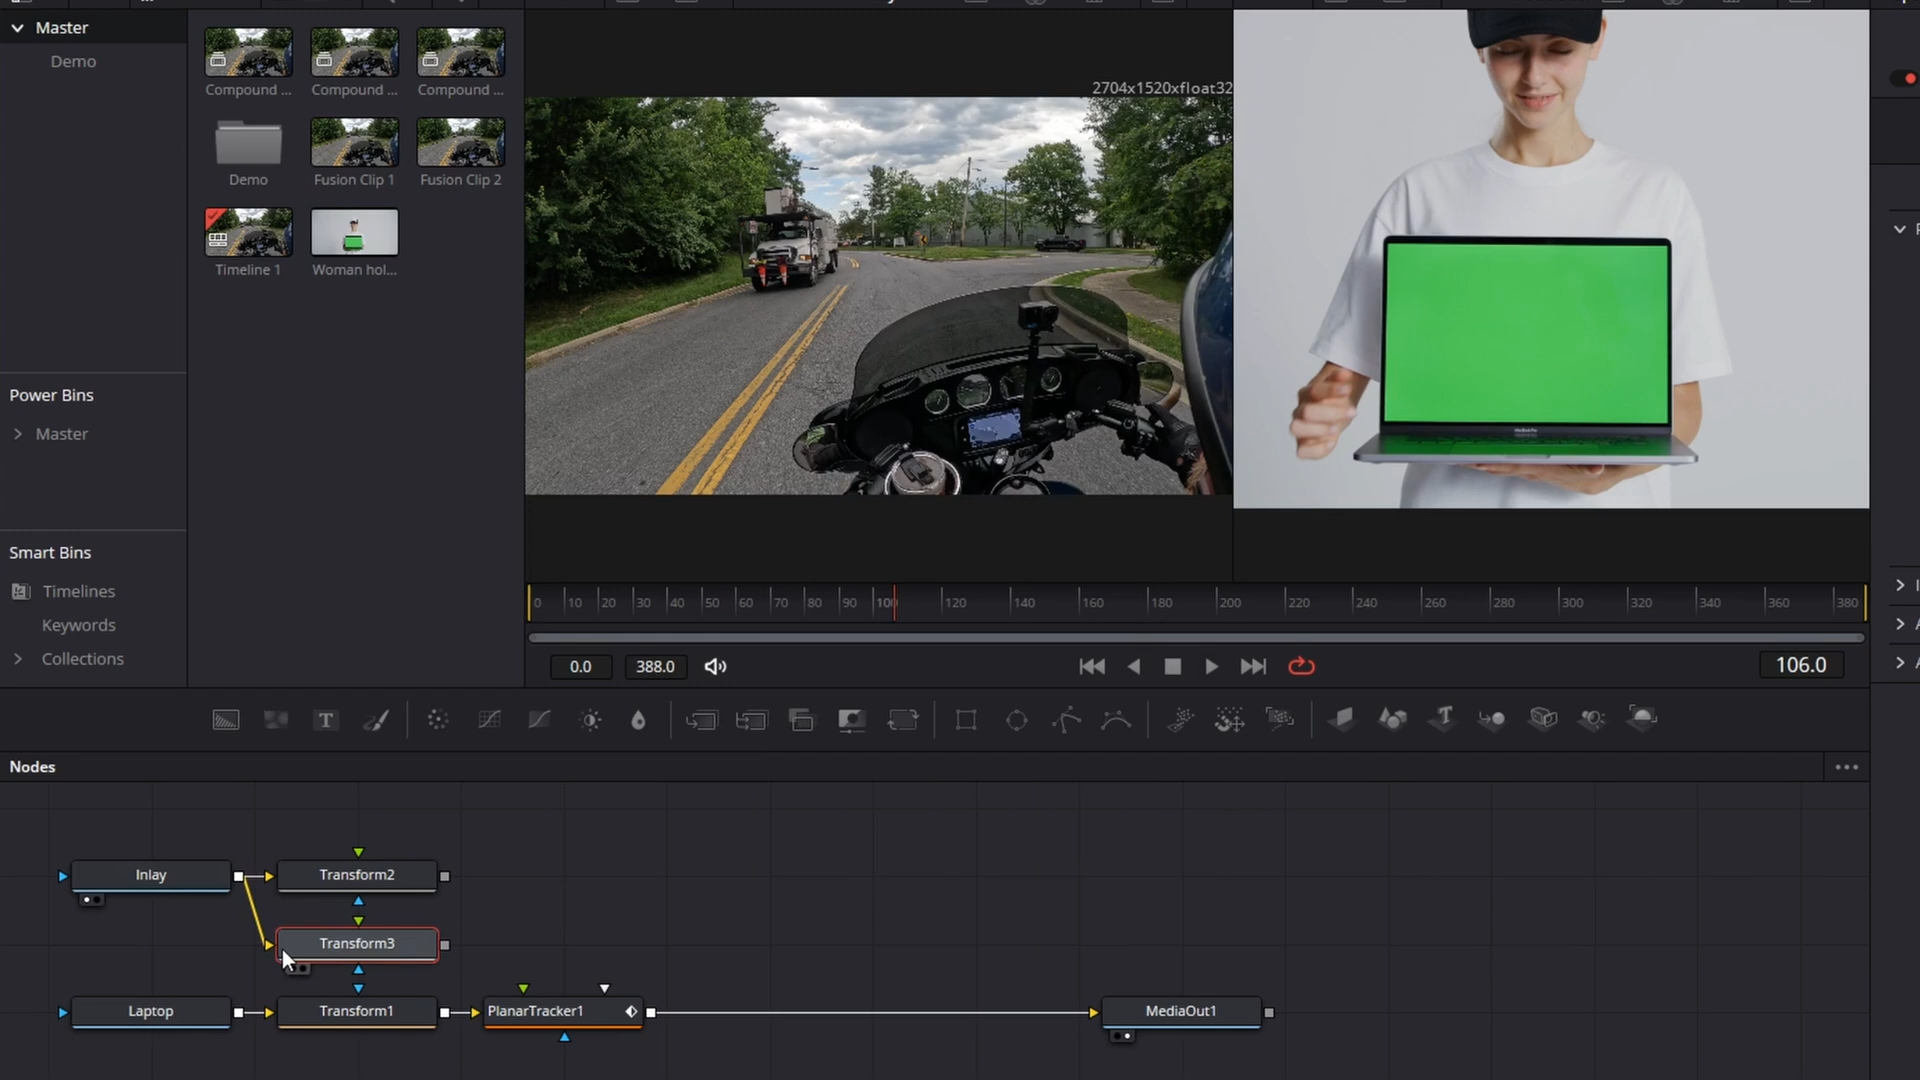 Master
Demo
Compound ...
Compound ...
Compound ...
Demo
Fusion Clip 1
Fusion Clip 2
Timeline 1
Woman hol...
Power Bins
Master
Smart Bins
Timelines
Keywords
Collections
2704x1520xfloat32
0 10 20 30 40 50 60 70 80 90 100 120 140 160 180 200 220 240 260 280 300 320 340 360 380
0.0 388.0
106.0
Nodes
Inlay
Transform2
Transform3
Laptop
Transform1
PlanarTracker1
MediaOut1